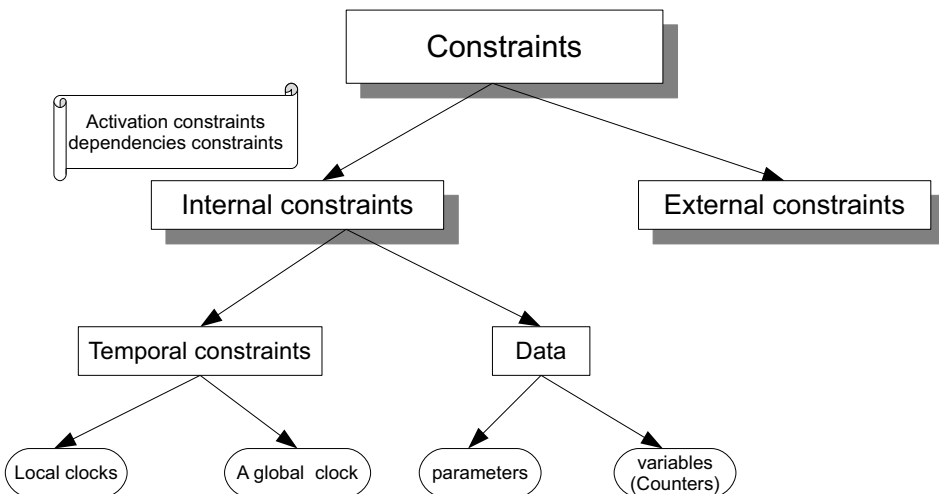 Constraints
Activation constraints
dependencies constraints
Internal constraints
External constraints
Temporal constraints
Data
Local clocks
A global clock
parameters
variables
(Counters)